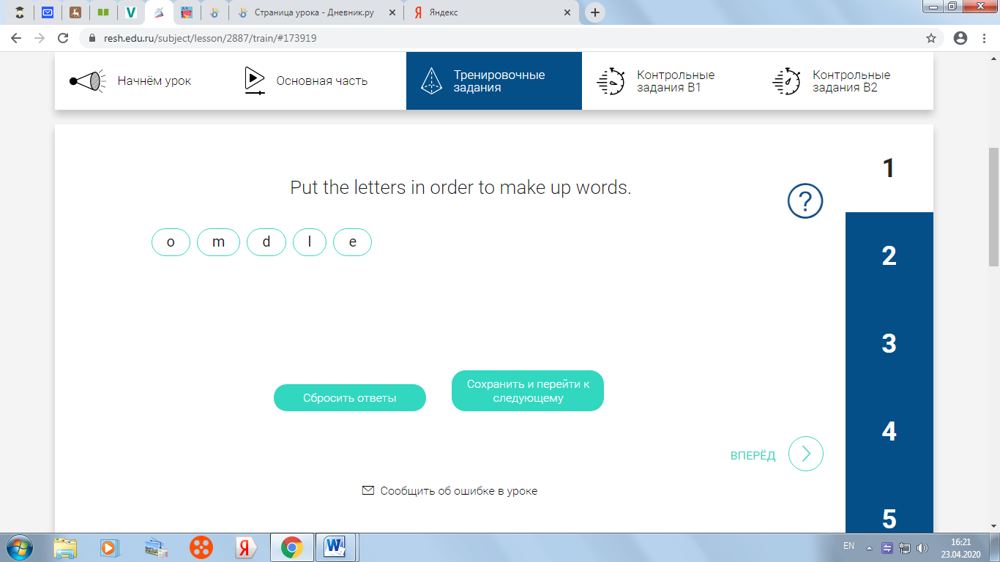 Страница урока - Дневник.ру
Яндекс
resh.edu.ru/subject/lesson/2887/train/#173919
Начнём урок
Основная часть
Тренировочные
задания
Контрольные
задания В1
Контрольные
задания В2
Put the letters in order to make up words.
?
o m d l e
1
2
3
4
5
Сбросить ответы
Сохранить и перейти к
следующему
ВПЕРЁД
Сообщить об ошибке в уроке
EN
16:21
23.04.2020